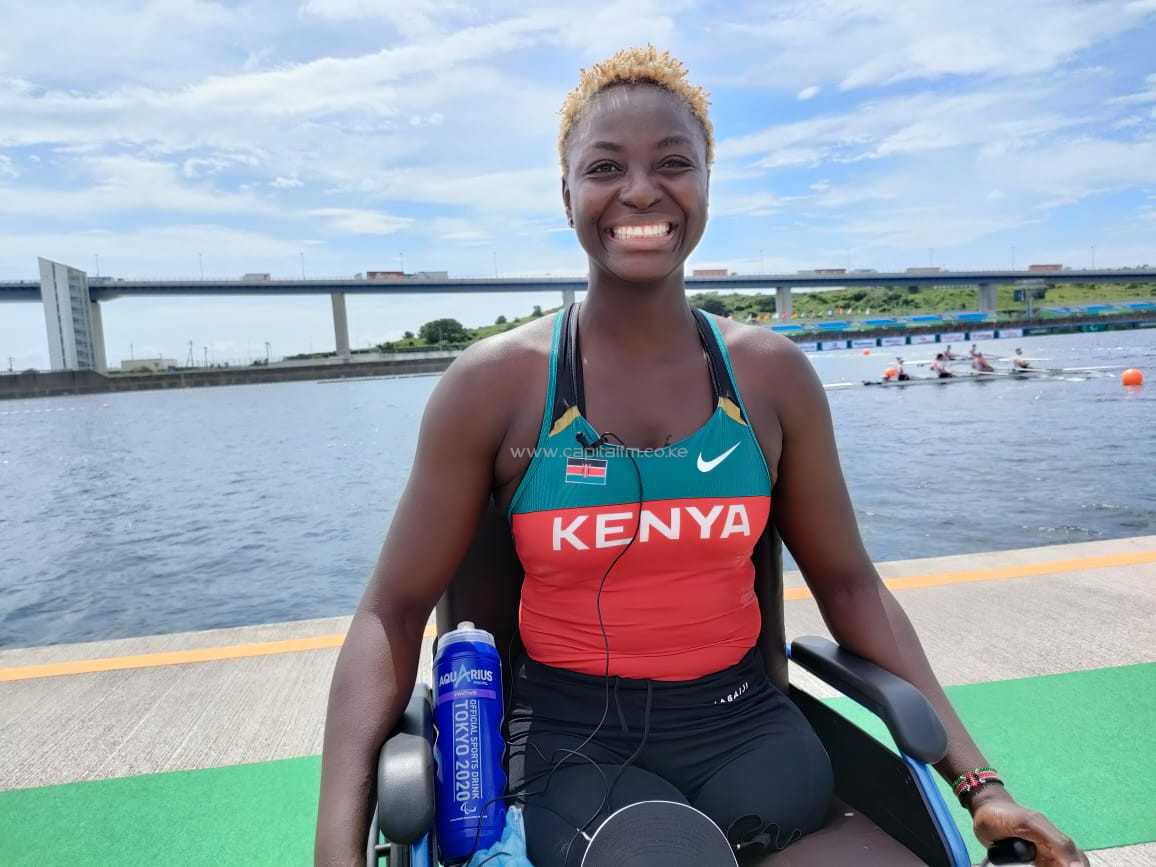 www.capitalfm.co.ke
KENYA
AQUARIUS
OFFICIAL SPORTS DRINK
TOKYO 2020